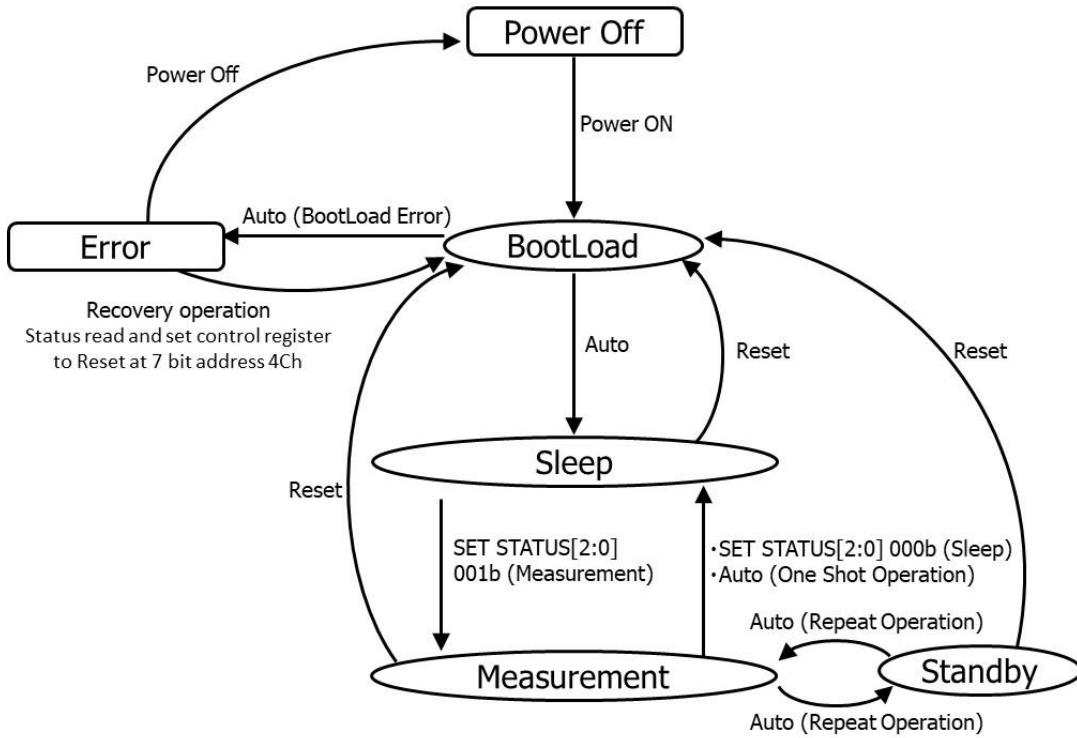 Power Off
Power Off
Power ON
Auto (BootLoad Error)
Error
BootLoad
Recovery operation
Status read and set control register
to Reset at 7 bit address 4Ch
Auto
Reset
Reset
Sleep
Reset
SET STATUS[2:0]
001b (Measurement)
・SET STATUS[2:0] 000b (Sleep)
・Auto (One Shot Operation)
Auto (Repeat Operation)
Measurement
Standby
Auto (Repeat Operation)